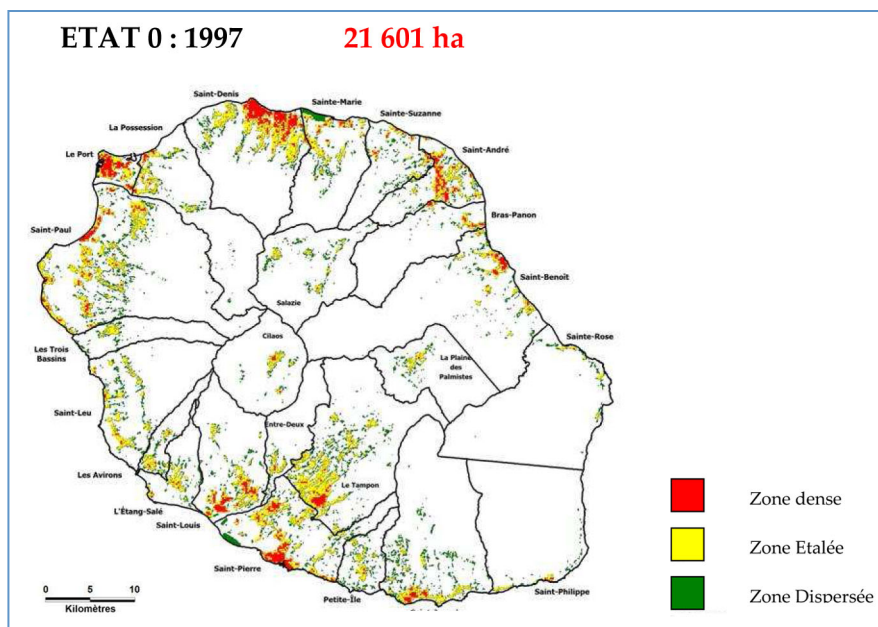 ETAT 0 : 1997 21 601 ha
Saint-Denis
Sainte-Marie
Sainte-Suzanne
La Possession
Saint-André
Le Port
Bras-Panon
Saint-Paul
Saint-Benoît
Salazie
Sainte-Rose
Cilaos
Les Trois
Bassins
La Plaine
des
Palmistes
Saint-Leu
Entre-Deux
Les Avirons
Le Tampon
L'Étang-Salé
Saint-Louis
Saint-Pierre
Petite-Île
Saint-Philippe
0 5 10
Kilomètres
Zone dense
Zone Etalée
Zone Dispersée